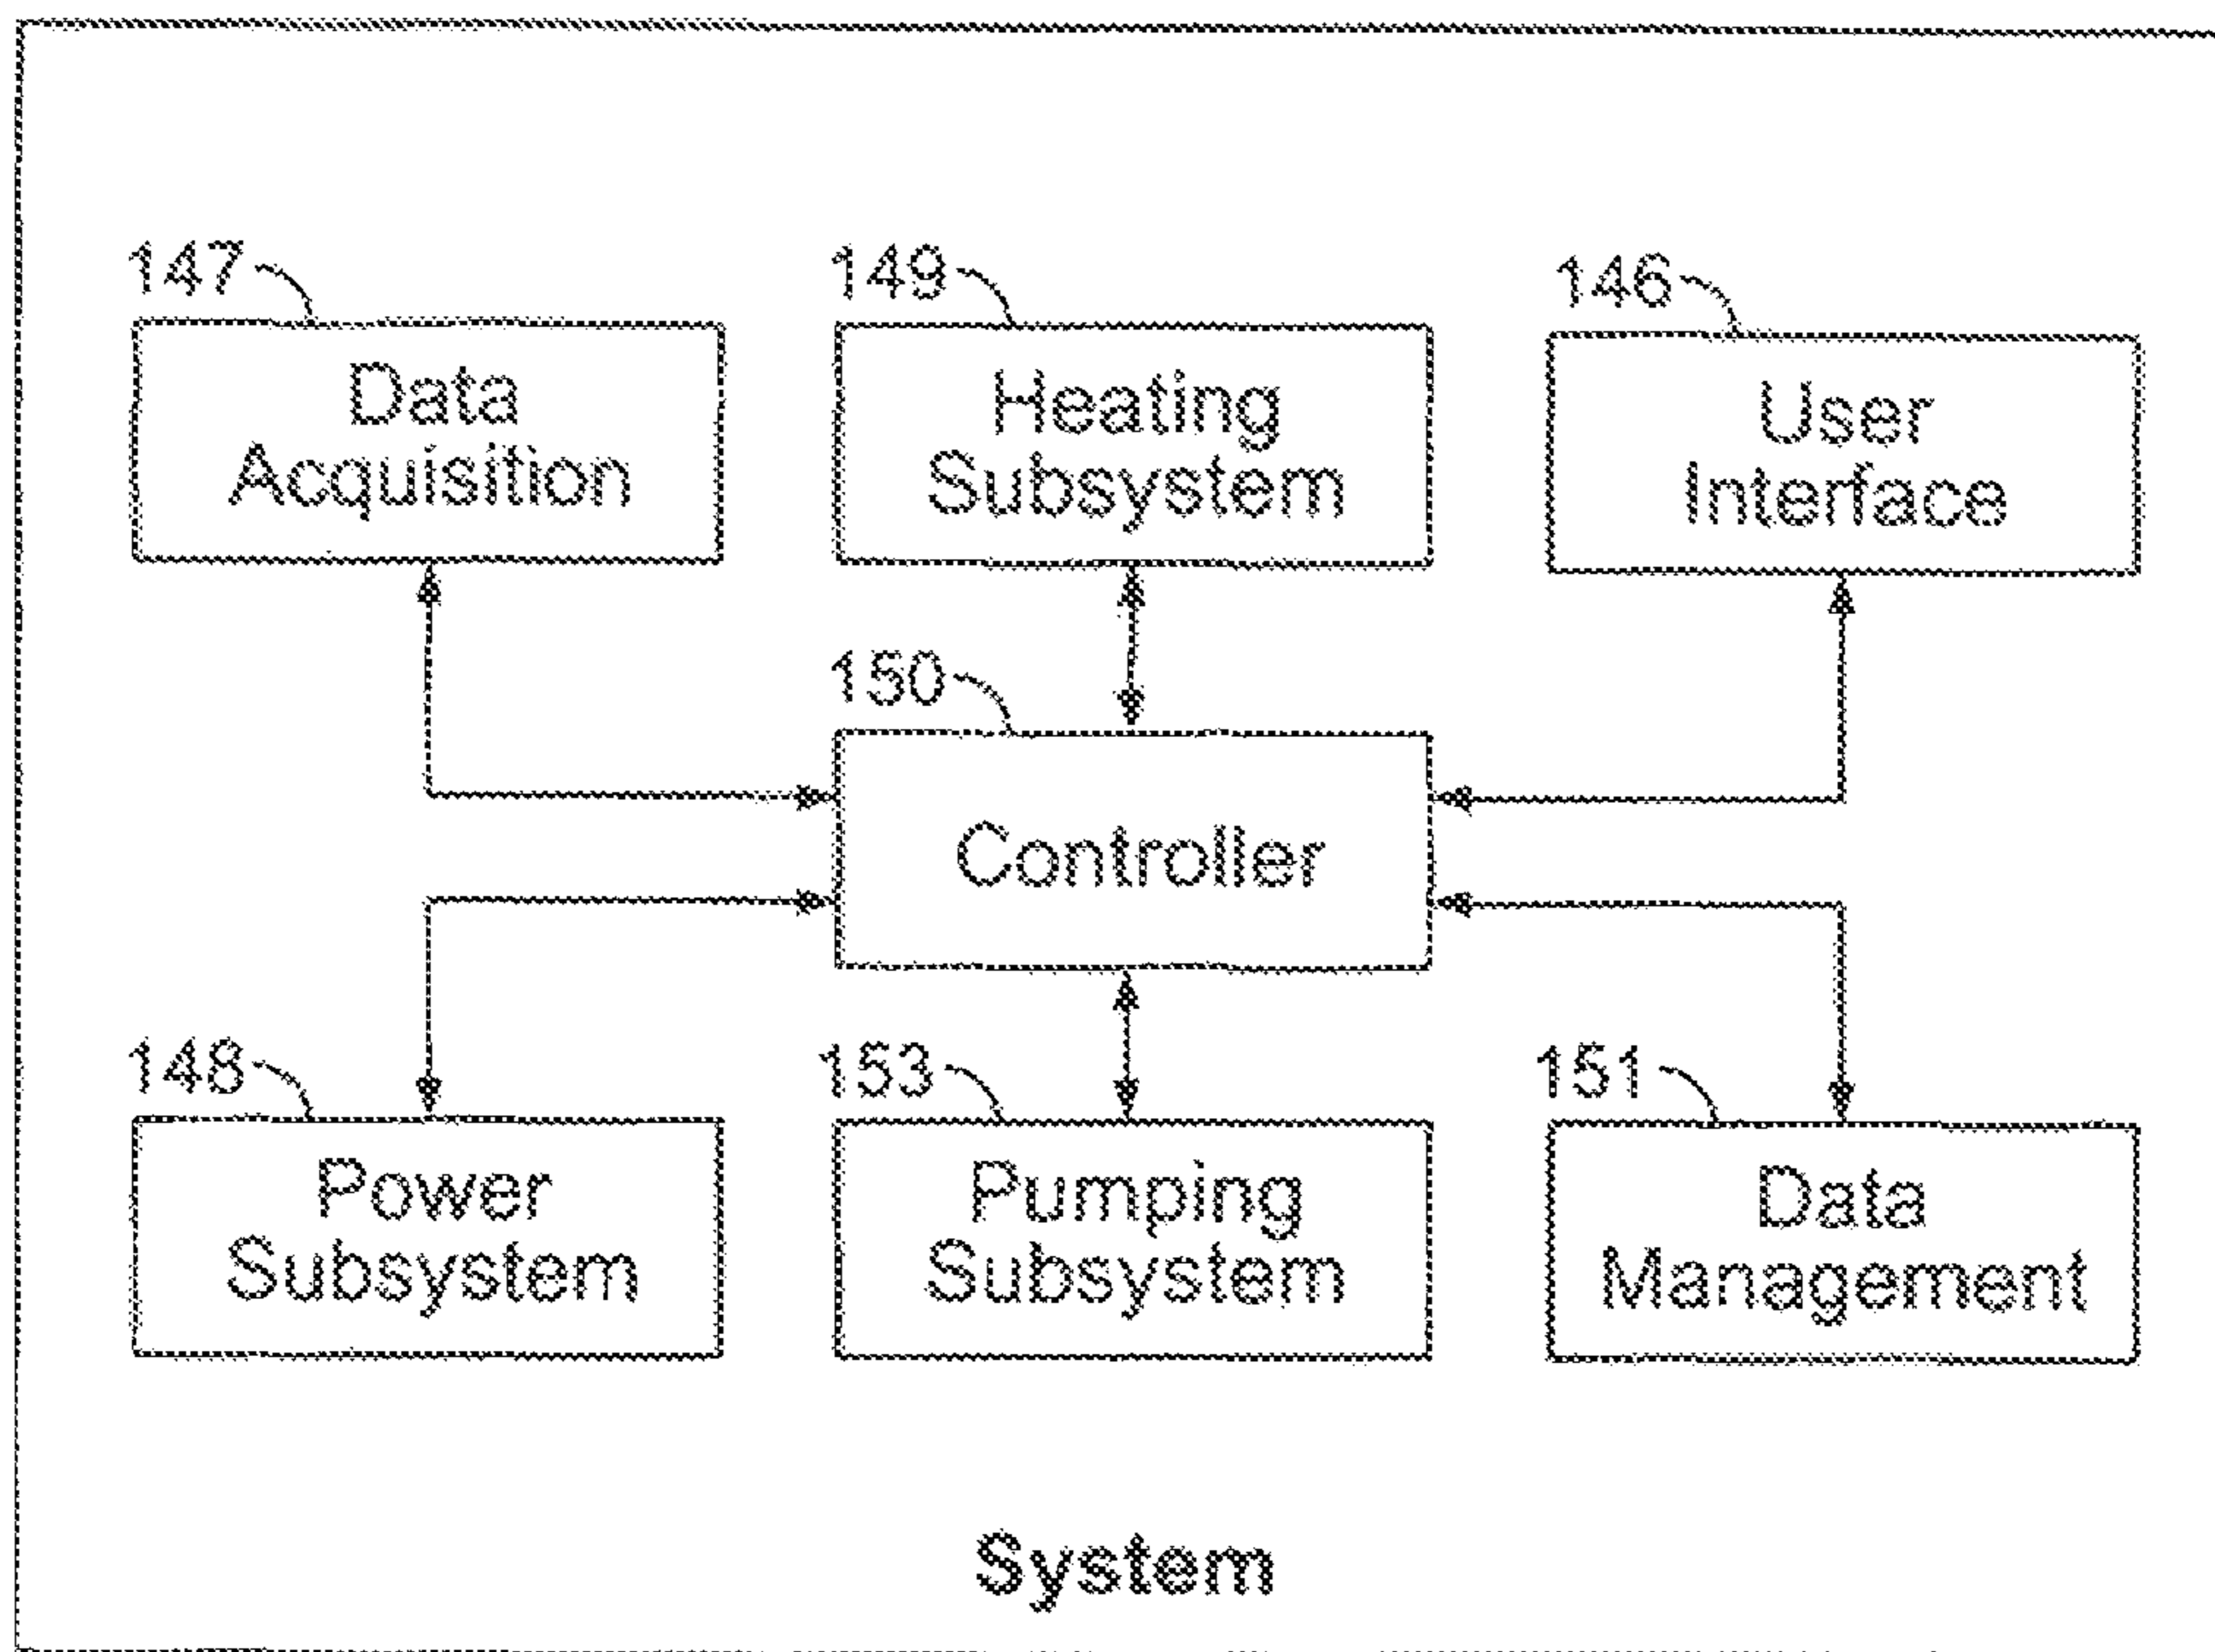 147
149
146
Data
Acquisition
Heating
Subsystem
User
Interface
150
Controller
148
153
151
Power
Subsystem
Pumping
Subsystem
Data
Management
System